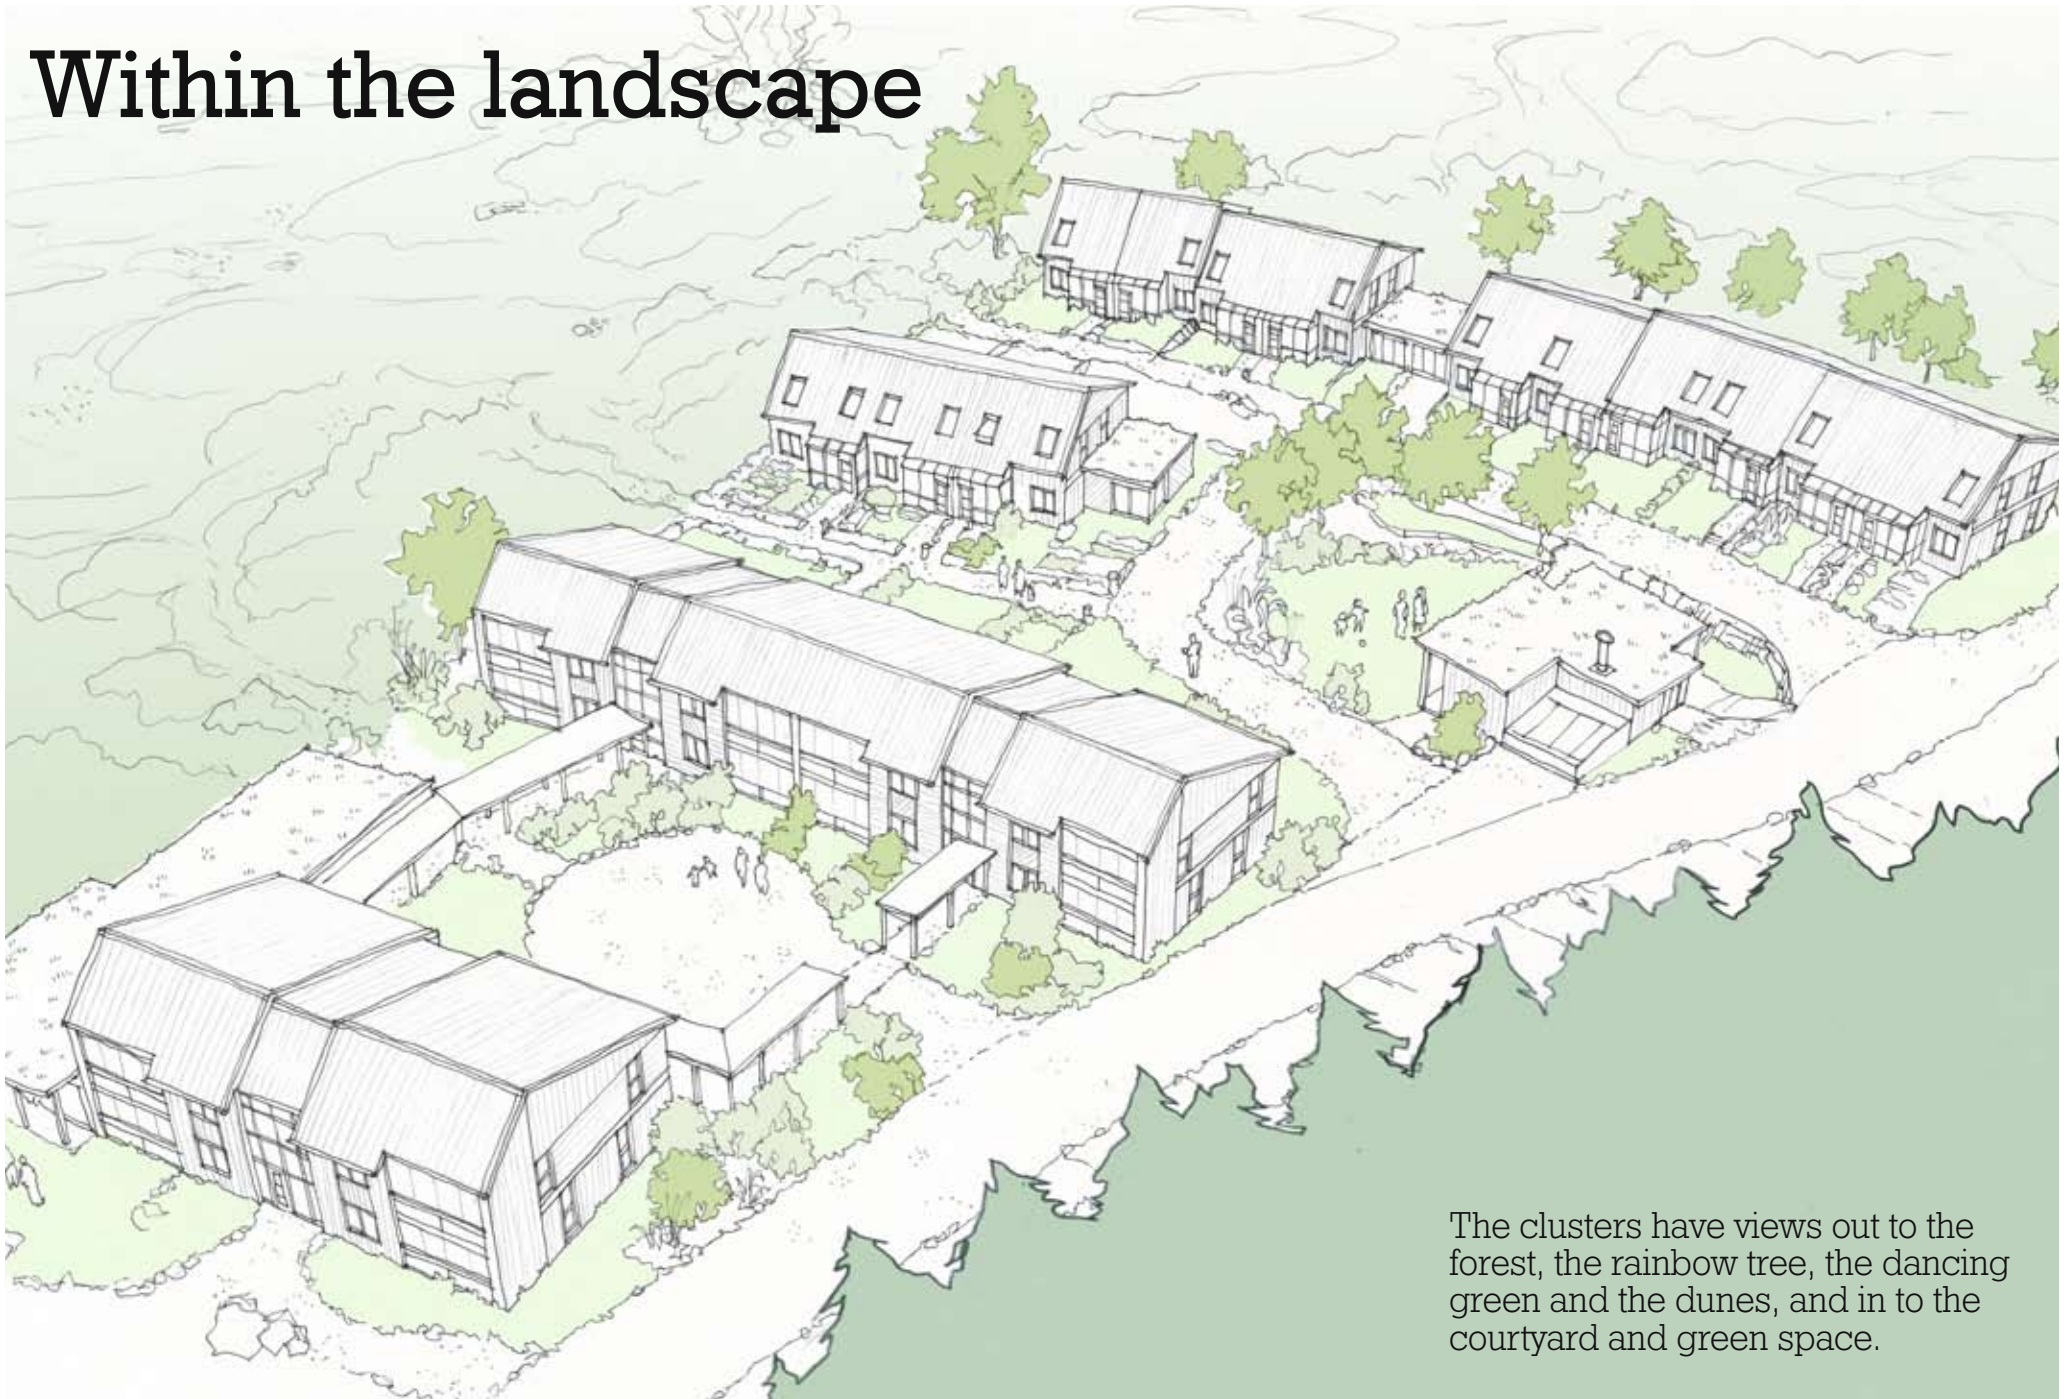 Within the landscape
The clusters have views out to the
forest, the rainbow tree, the dancing
green and the dunes, and in to the
courtyard and green space.